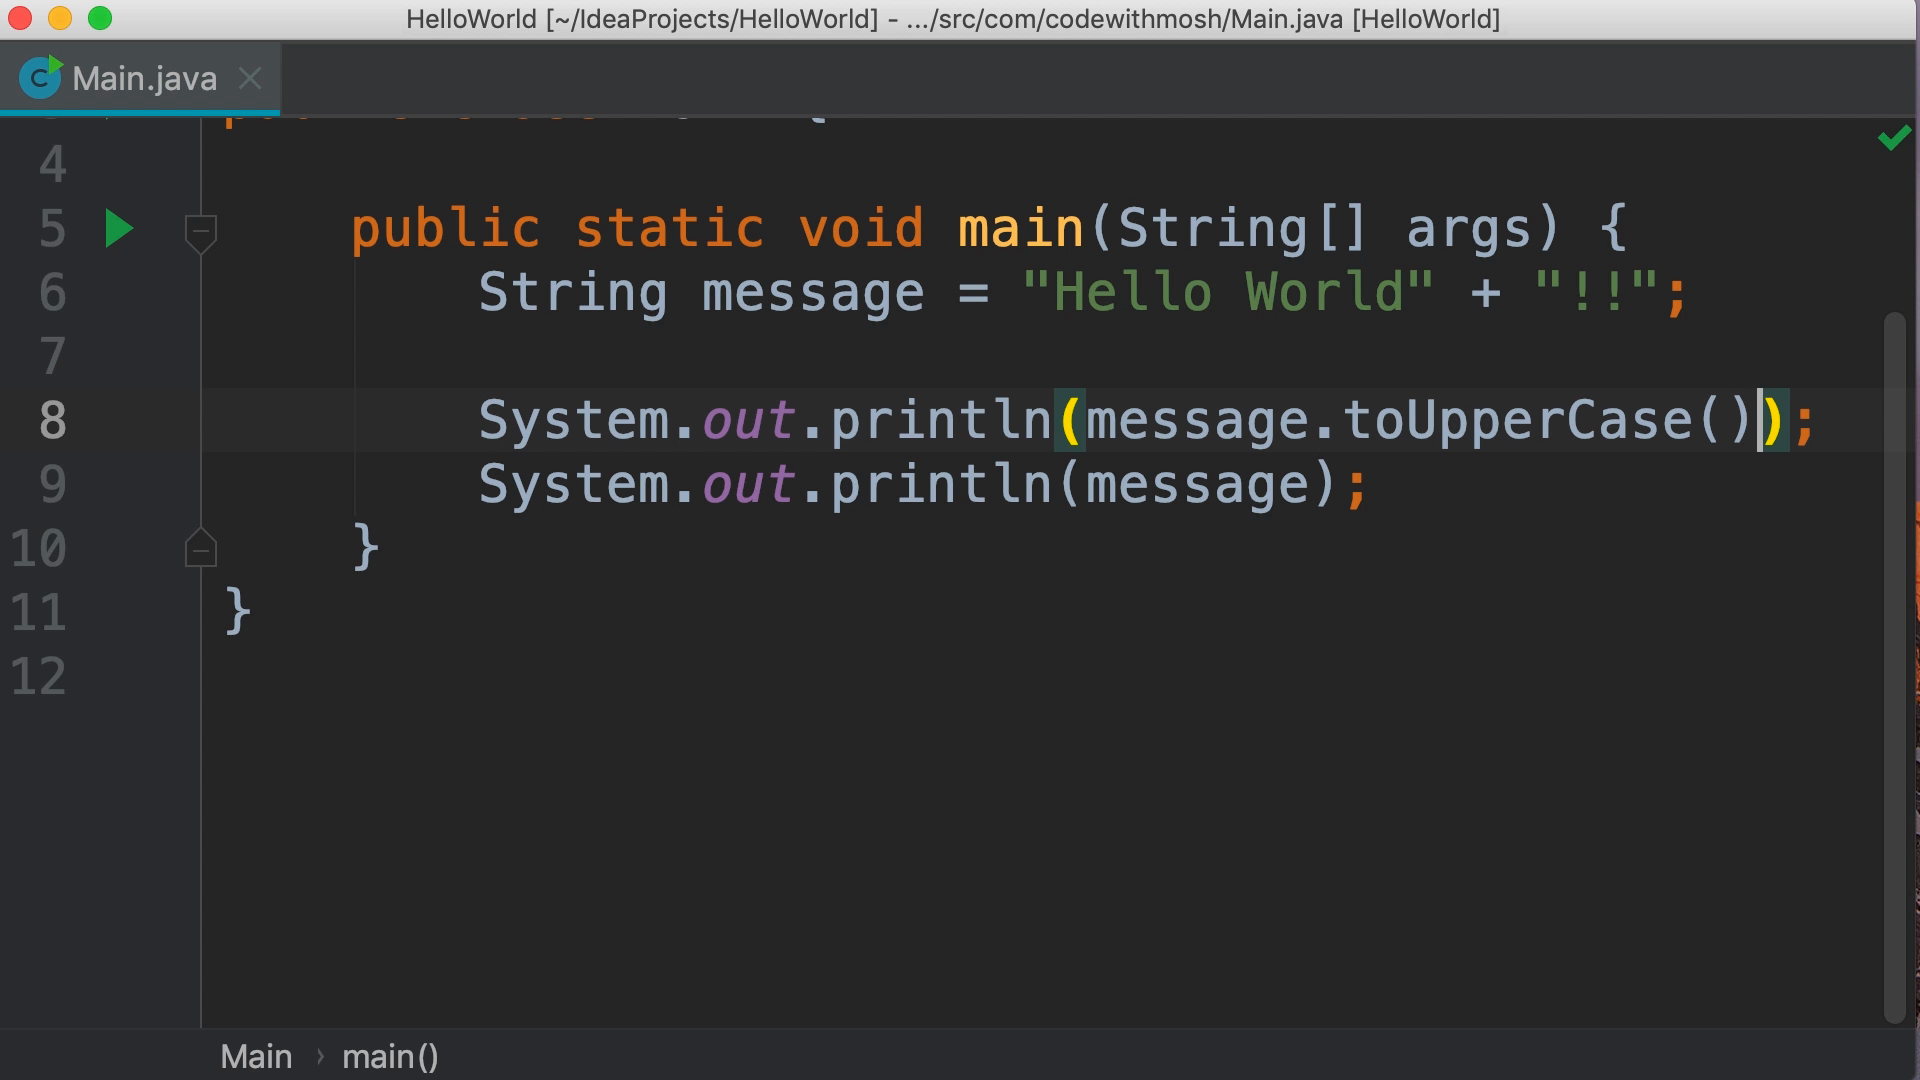 HelloWorld [~/IdeaProjects/HelloWorld] - .../src/com/codewithmosh/Main.java [HelloWorld]
C Main.java
4
5 public static void main(String[] args) {
6 String message = "Hello World" + "!!";
7
8 System.out.println(message.toUpperCase());
9 System.out.println(message);
10 }
11 }
12
Main › main()